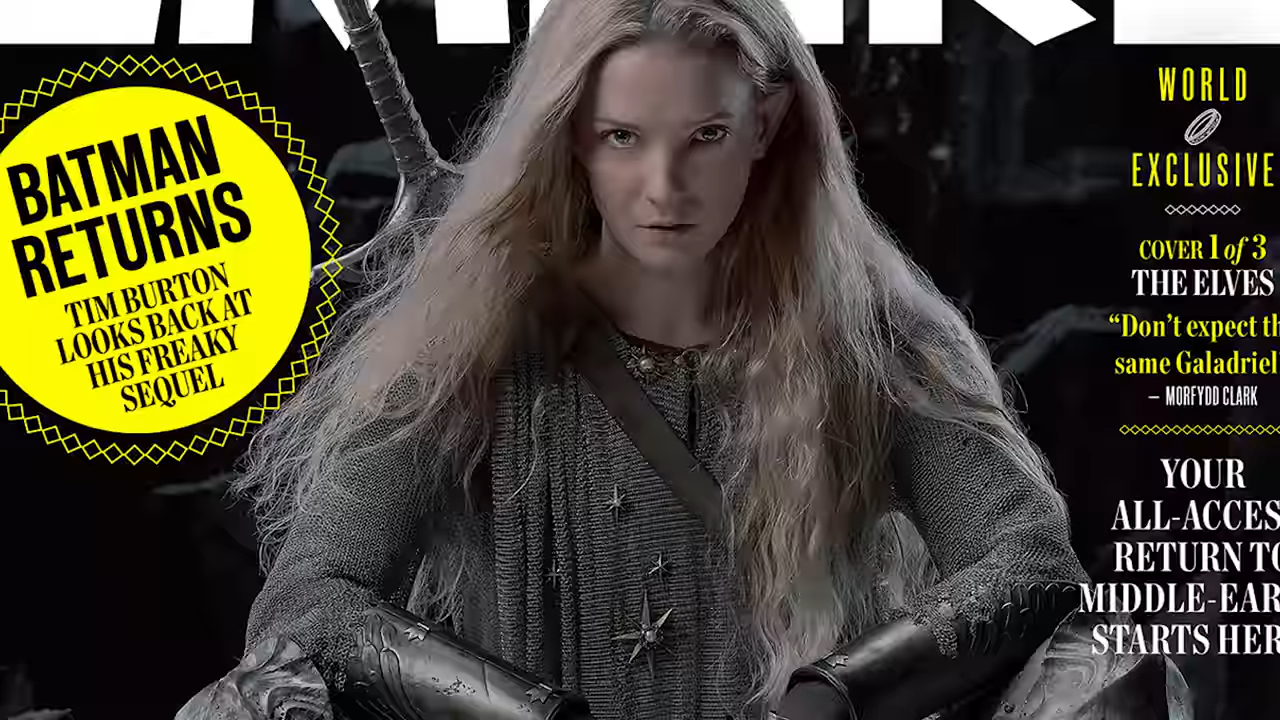 BATMAN
RETURNS
TIM BURTON
LOOKS BACK AT
HIS FREAKY
SEQUEL
WORLD
EXCLUSIVE
COVER 1 of 3
THE ELVES
“Don’t expect th
same Galadriel
– MORFYDD CLARK
YOUR
ALL-ACCES
RETURN TO
MIDDLE-EAR
STARTS HER